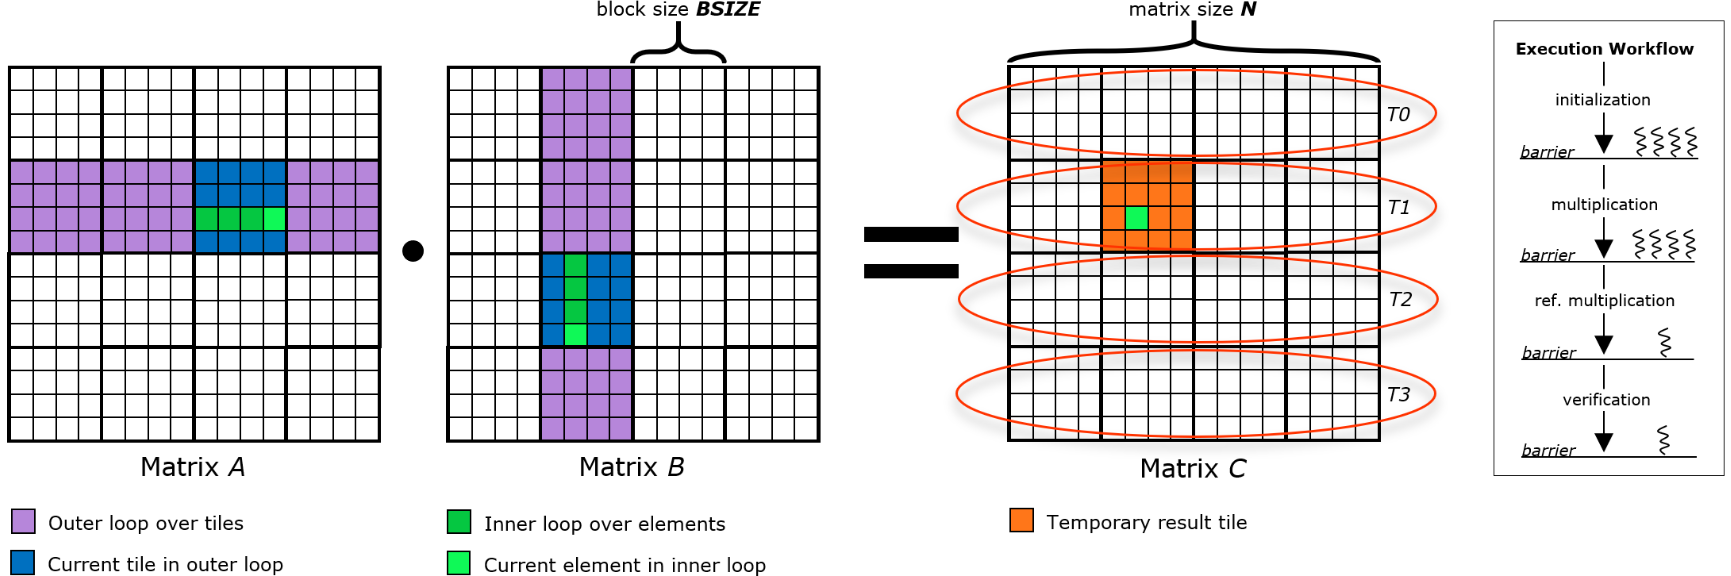 block size BSIZE
matrix size N
T0
T1
T2
T3
Matrix A
Matrix B
Matrix C
Outer loop over tiles
Current tile in outer loop
Inner loop over elements
Current element in inner loop
Temporary result tile
Execution Workflow
initialization
barrier
multiplication
barrier
ref. multiplication
barrier
verification
barrier